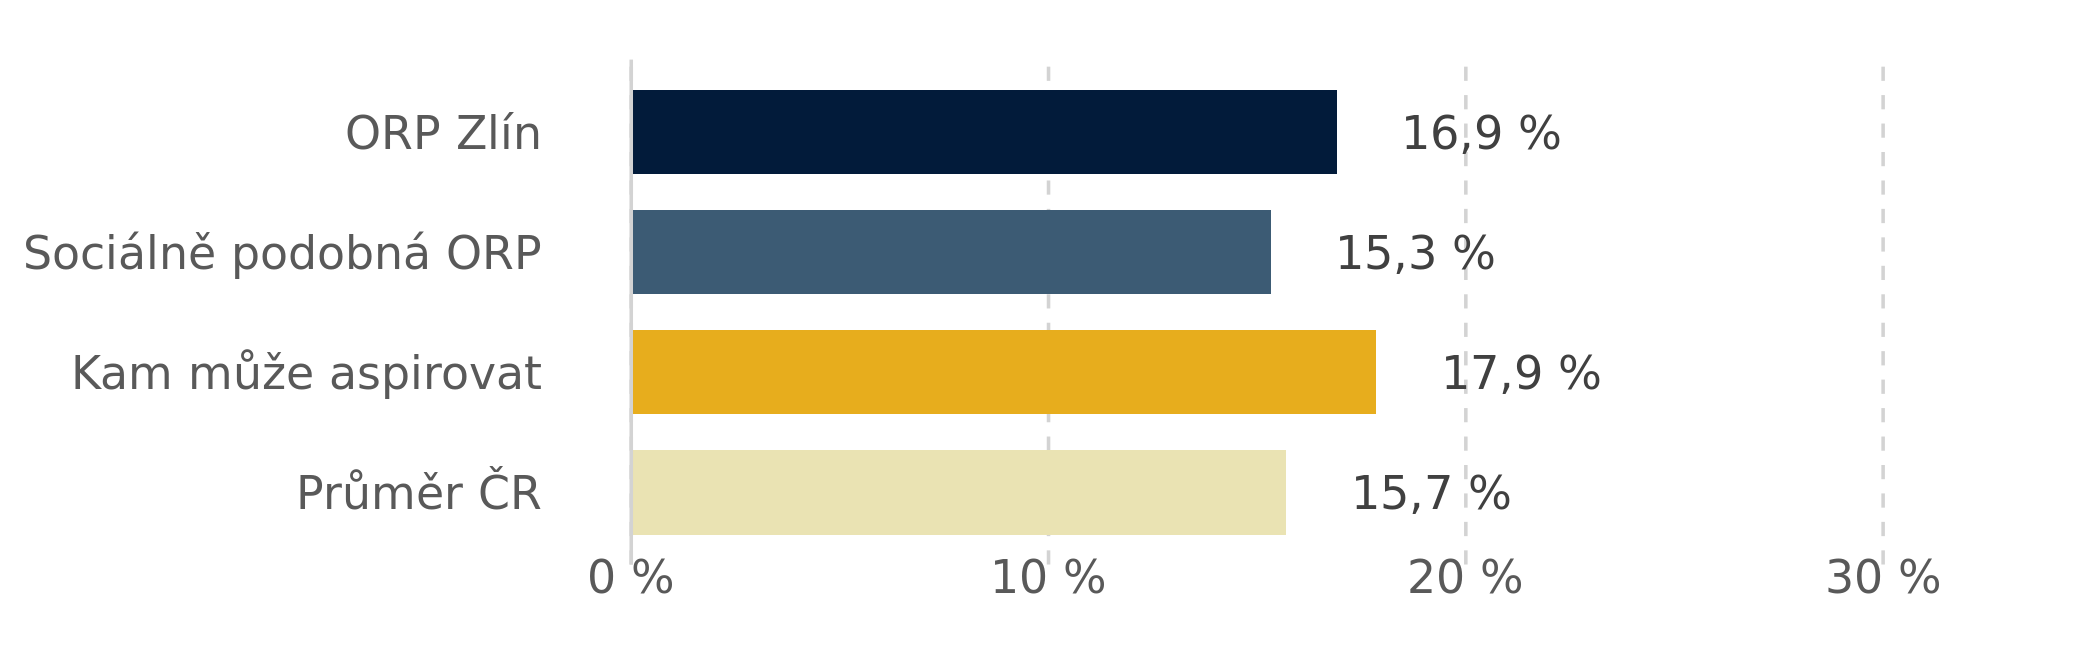 ORP Zlín 16,9 %
Sociálně podobná ORP 15,3 %
Kam může aspirovat 17,9 %
Průměr ČR 15,7 %
0 % 10 % 20 % 30 %